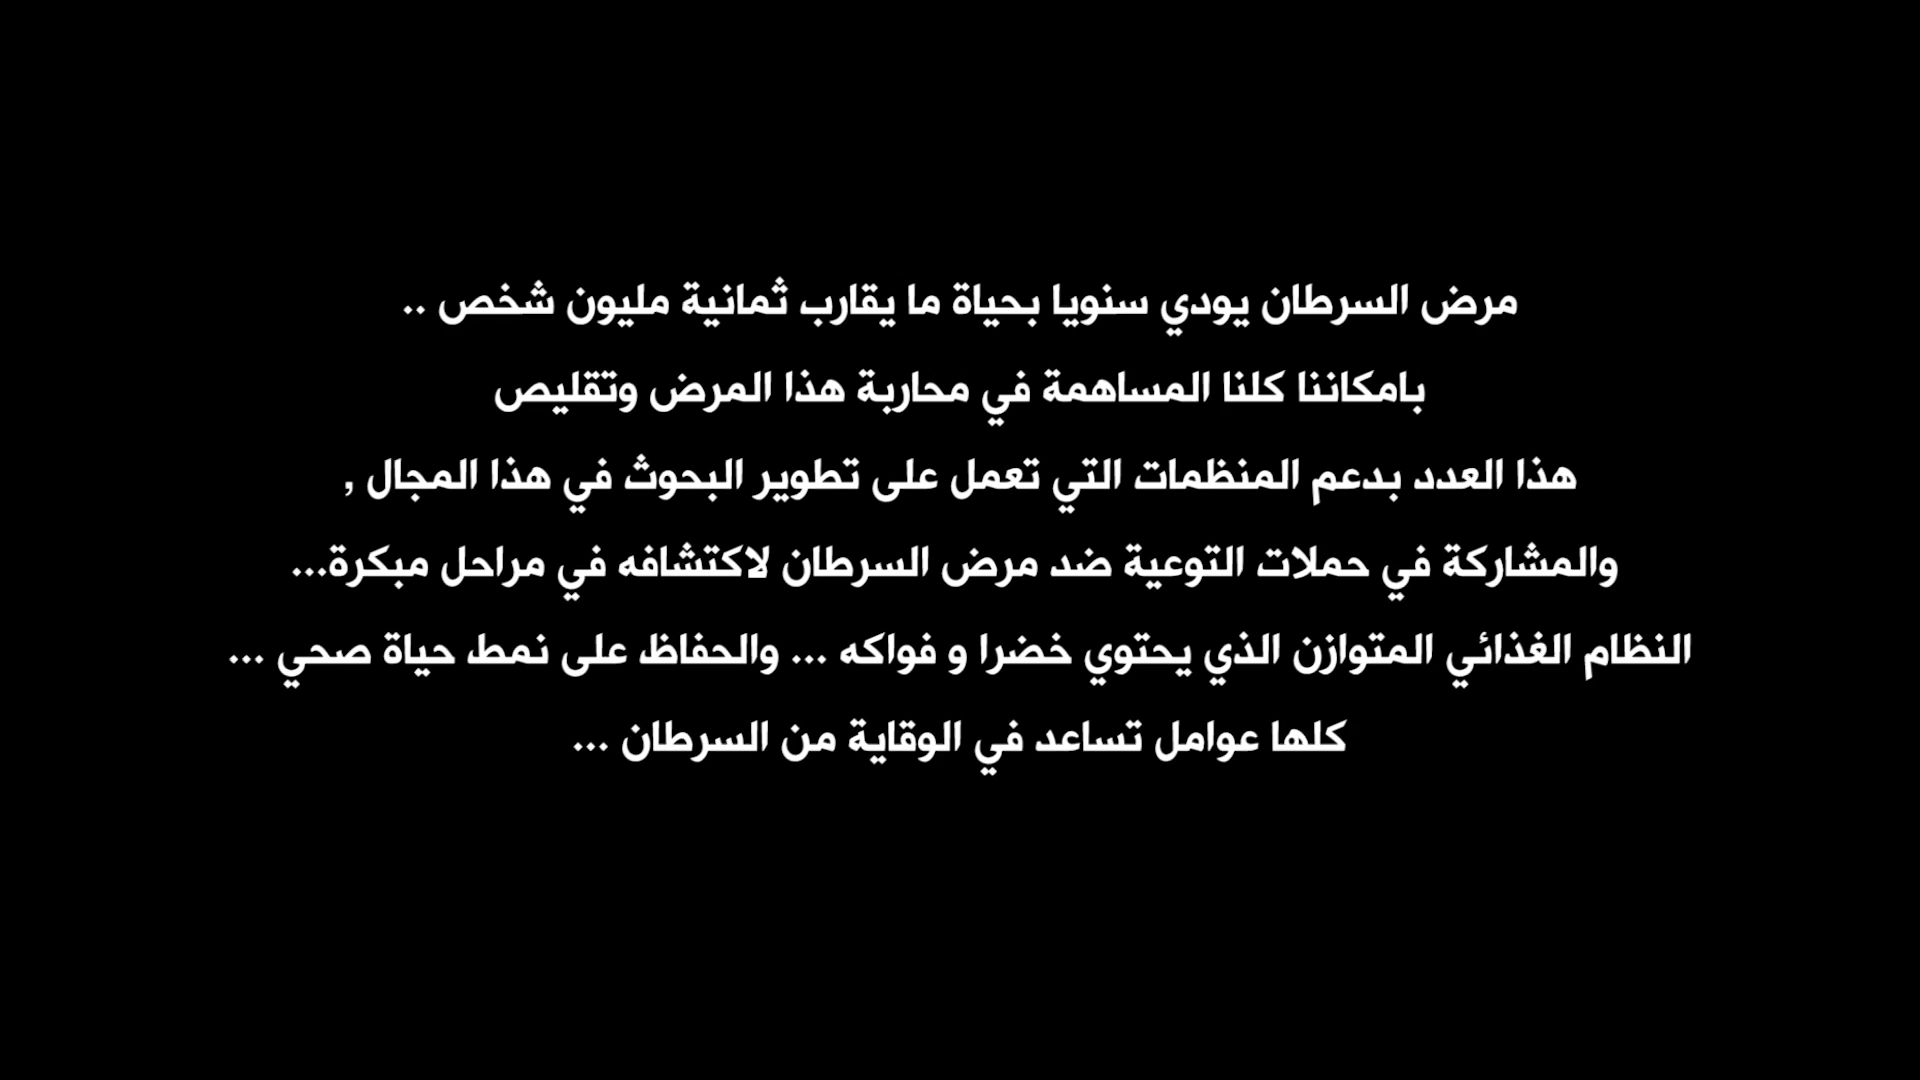 مرض السرطان يودي سنويا بحياة ما يقارب ثمانية مليون شخص ..
بامكاننا كلنا المساهمة في محاربة هذا المرض وتقليص
هذا العدد بدعم المنظمات التي تعمل على تطوير البحوث في هذا المجال ,
والمشاركة في حملات التوعية ضد مرض السرطان لاكتشافه في مراحل مبكرة...
النظام الغذائي المتوازن الذي يحتوي خضرا و فواكه ... والحفاظ على نمط حياة صحي ...
كلها عوامل تساعد في الوقاية من السرطان ...